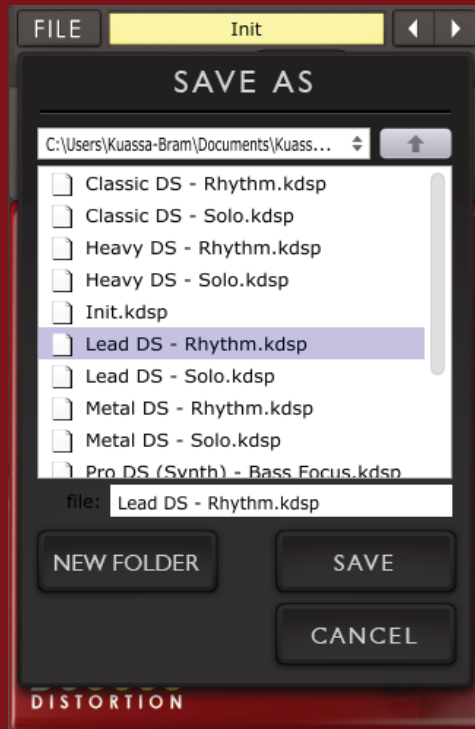 FILE
Init
SAVE AS
C:\Users\Kuassa-Bram\Documents\Kuass...
Classic DS - Rhythm.kdsp
Classic DS - Solo.kdsp
Heavy DS - Rhythm.kdsp
Heavy DS - Solo.kdsp
Init.kdsp
Lead DS - Rhythm.kdsp
Lead DS - Solo.kdsp
Metal DS - Rhythm.kdsp
Metal DS - Solo.kdsp
Pro DS (Synth) - Bass Focus.kdsp
file: Lead DS - Rhythm.kdsp
NEW FOLDER
SAVE
CANCEL
DISTORTION